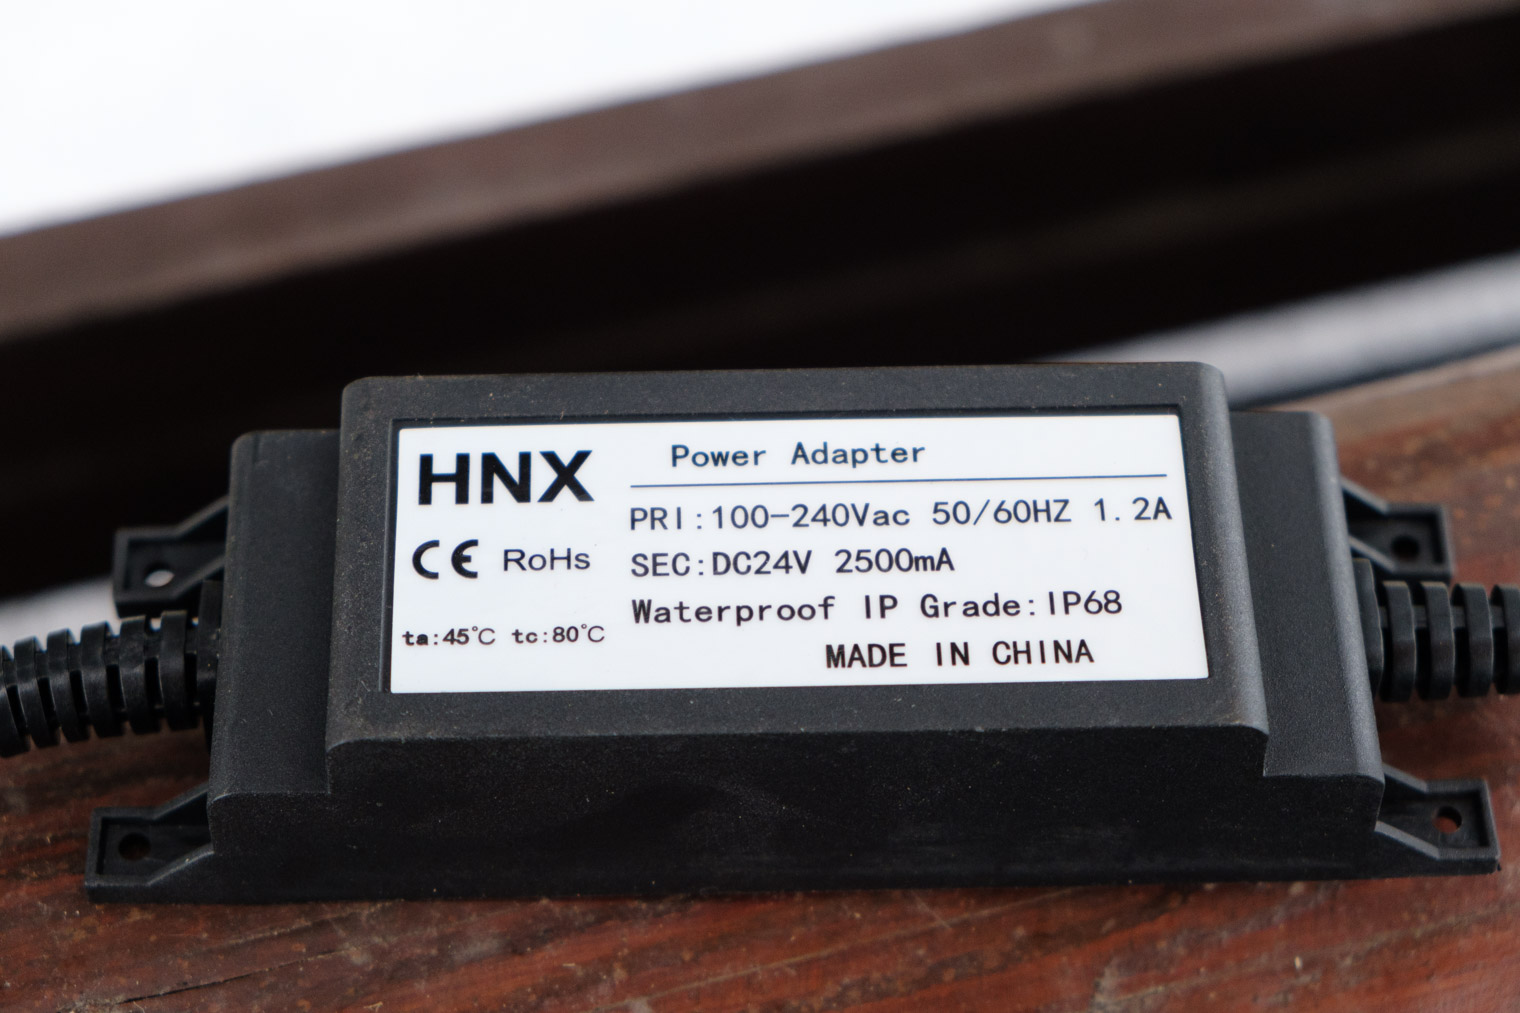 HNX
CE RoHs
ta:45℃ tc:80℃
Power Adapter
PRI:100-240Vac 50/60HZ 1.2A
SEC:DC24V 2500mA
Waterproof IP Grade:IP68
MADE IN CHINA